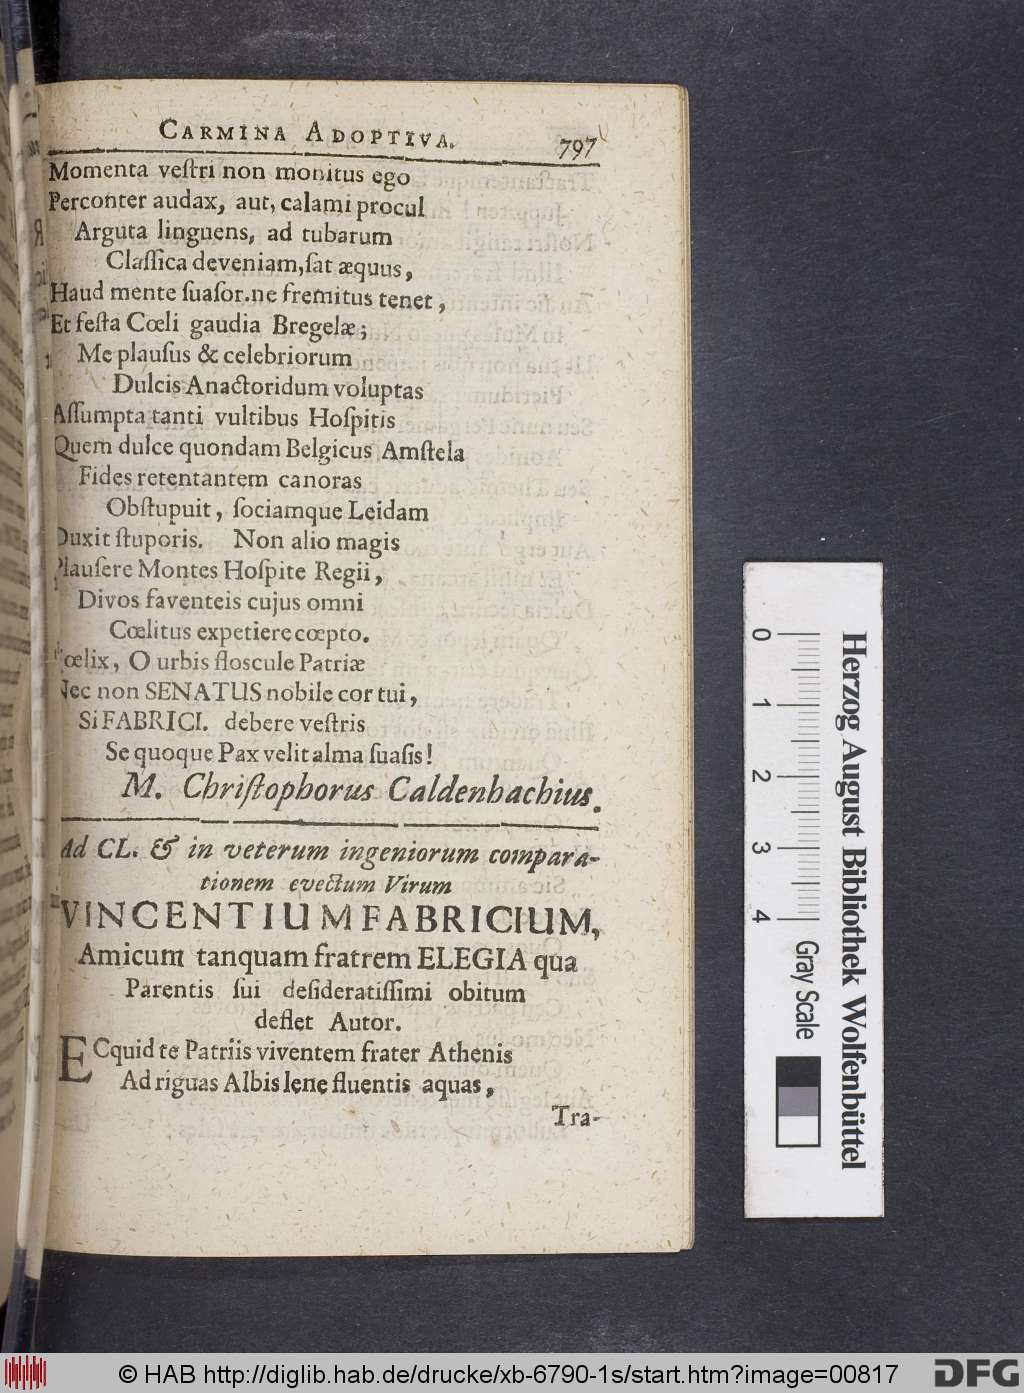 CARMINA ADOPTIVA. 797
Momenta veſtri non monitus ego
Perconter audax, aut, calami procul
Arguta linguens, ad tubarum
Claſſica deveniam, ſat æquus,
Haud mente ſuaſor. ne fremitus tenet,
Et feſta Cœli gaudia Bregelæ;
Me plauſus & celebriorum
Dulcis Anactoridum voluptas
Aſſumpta tanti vultibus Hoſpitis
Quem dulce quondam Belgicus Amſtela
Fides retentantem canoras
Obſtupuit, ſociamque Leidam
Duxit ſtuporis. Non alio magis
Plauſere Montes Hoſpite Regii,
Divos faventeis cujus omni
Cœlitus expetiere cœpto.
Fœlix, O urbis floscule Patriæ
Nec non SENATUS nobile cor tui,
Si FABRICI. debere veſtris
Se quoque Pax velit alma ſuaſis!
M. Chriſtophorus Caldenbachius.
Ad CL. & in veterum ingeniorum compara-
tionem evectum Virum
VINCENTIUM FABRICIUM,
Amicum tanquam fratrem ELEGIA qua
Parentis ſui deſideratiſſimi obitum
deflet Autor.
ECquid te Patriis viventem frater Athenis
Ad riguas Albis lene fluentis aquas,
Tra-
0 1 2 3 4
Gray Scale
Herzog August Bibliothek Wolfenbüttel
© HAB http://diglib.hab.de/drucke/xb-6790-1s/start.htm?image=00817
DFG